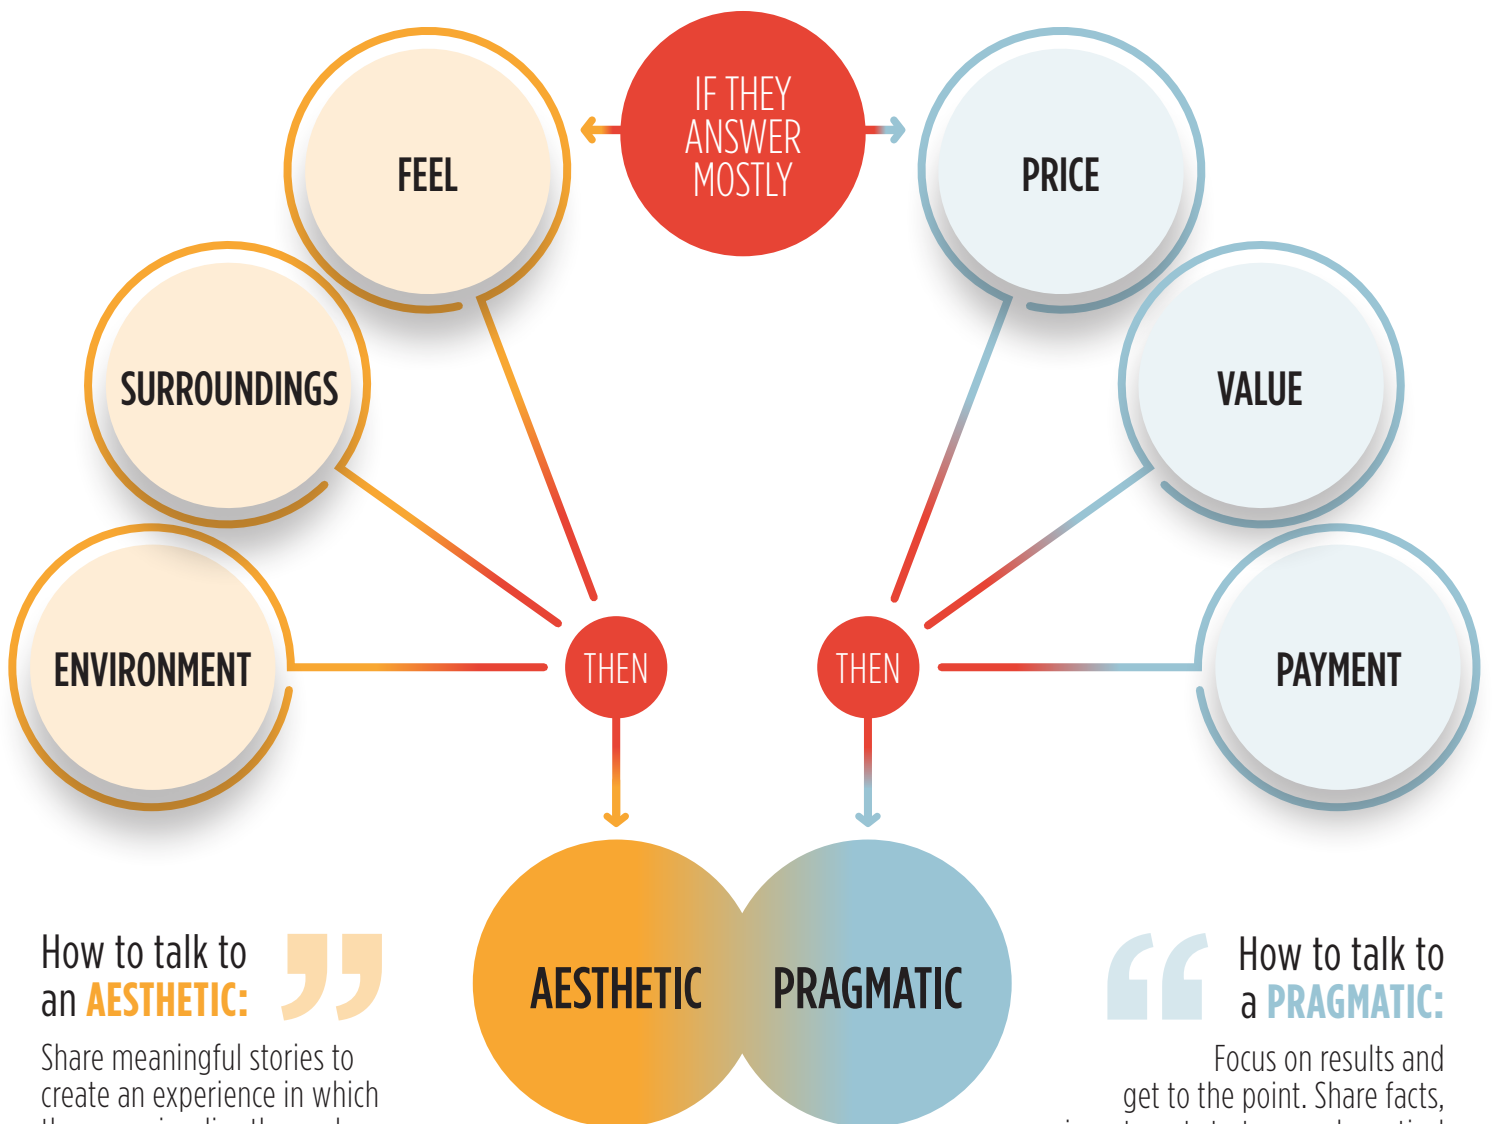 IF THEY
ANSWER
MOSTLY
FEEL
PRICE
SURROUNDINGS
VALUE
ENVIRONMENT
PAYMENT
THEN
THEN
AESTHETIC
PRAGMATIC
How to talk to
an AESTHETIC:
Share meaningful stories to
create an experience in which
How to talk to
a PRAGMATIC:
Focus on results and
get to the point. Share facts,